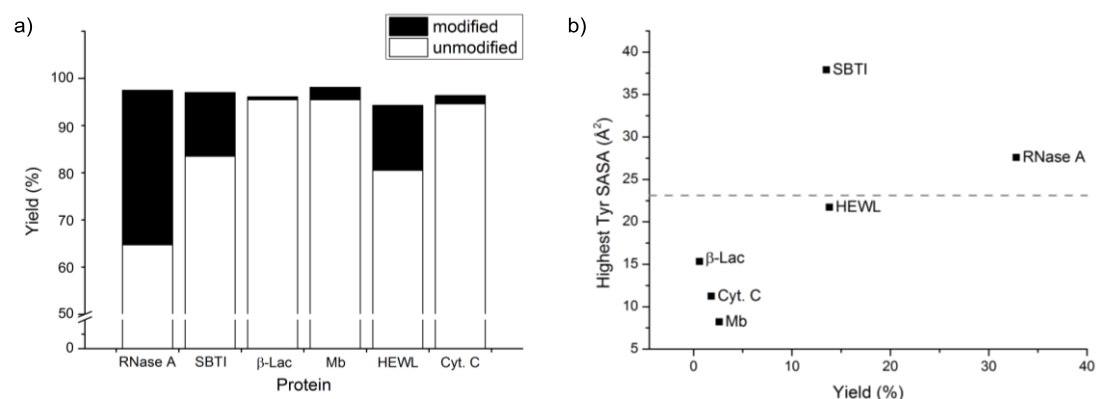 a)
modified
unmodified
Yield (%)
100
90
80
70
60
50
0
RNase A SBTI β-Lac Mb HEWL Cyt. C
Protein
b)
Highest Tyr SASA (Å²)
40
35
30
25
20
15
10
5
SBTI
RNase A
HEWL
β-Lac
Cyt. C
Mb
0 10 20 30 40
Yield (%)